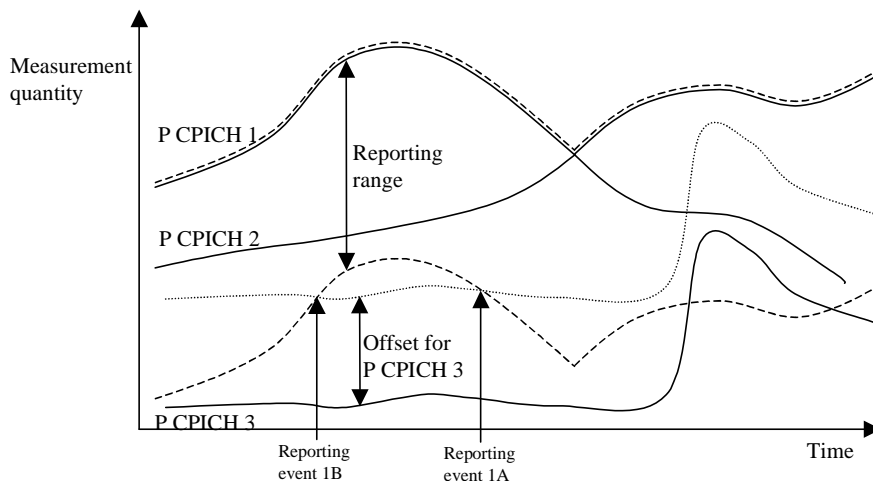 Measurement
quantity
P CPICH 1
Reporting
range
P CPICH 2
Offset for
P CPICH 3
P CPICH 3
Reporting
event 1B
Reporting
event 1A
Time